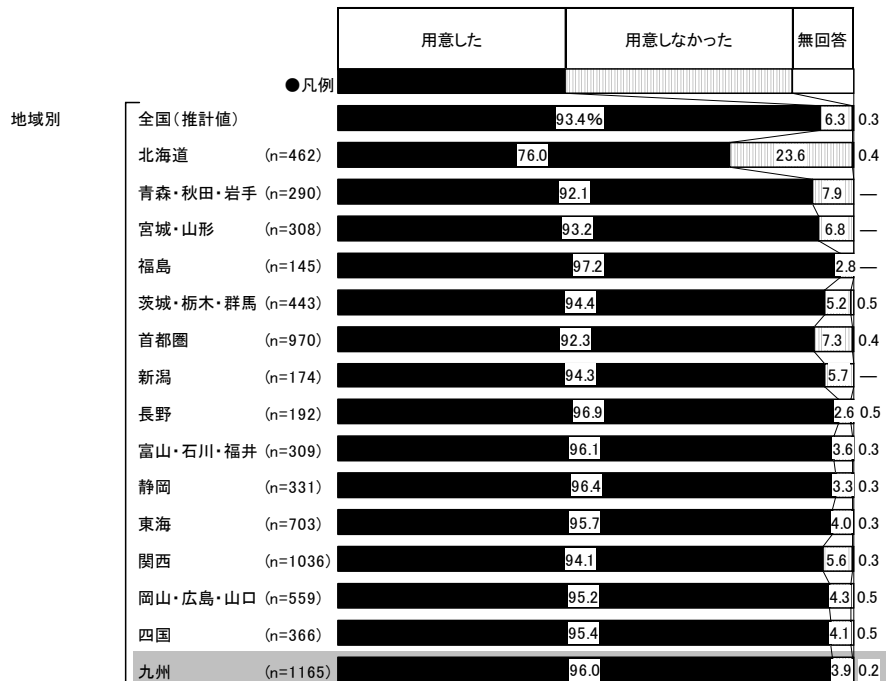 用意した 用意しなかった 無回答
●凡例
地域別 全国(推計値) 93.4% 6.3 0.3
北海道 (n=462) 76.0 23.6 0.4
青森・秋田・岩手 (n=290) 92.1 7.9 —
宮城・山形 (n=308) 93.2 6.8 —
福島 (n=145) 97.2 2.8 —
茨城・栃木・群馬 (n=443) 94.4 5.2 0.5
首都圏 (n=970) 92.3 7.3 0.4
新潟 (n=174) 94.3 5.7 —
長野 (n=192) 96.9 2.6 0.5
富山・石川・福井 (n=309) 96.1 3.6 0.3
静岡 (n=331) 96.4 3.3 0.3
東海 (n=703) 95.7 4.0 0.3
関西 (n=1036) 94.1 5.6 0.3
岡山・広島・山口 (n=559) 95.2 4.3 0.5
四国 (n=366) 95.4 4.1 0.5
九州 (n=1165) 96.0 3.9 0.2